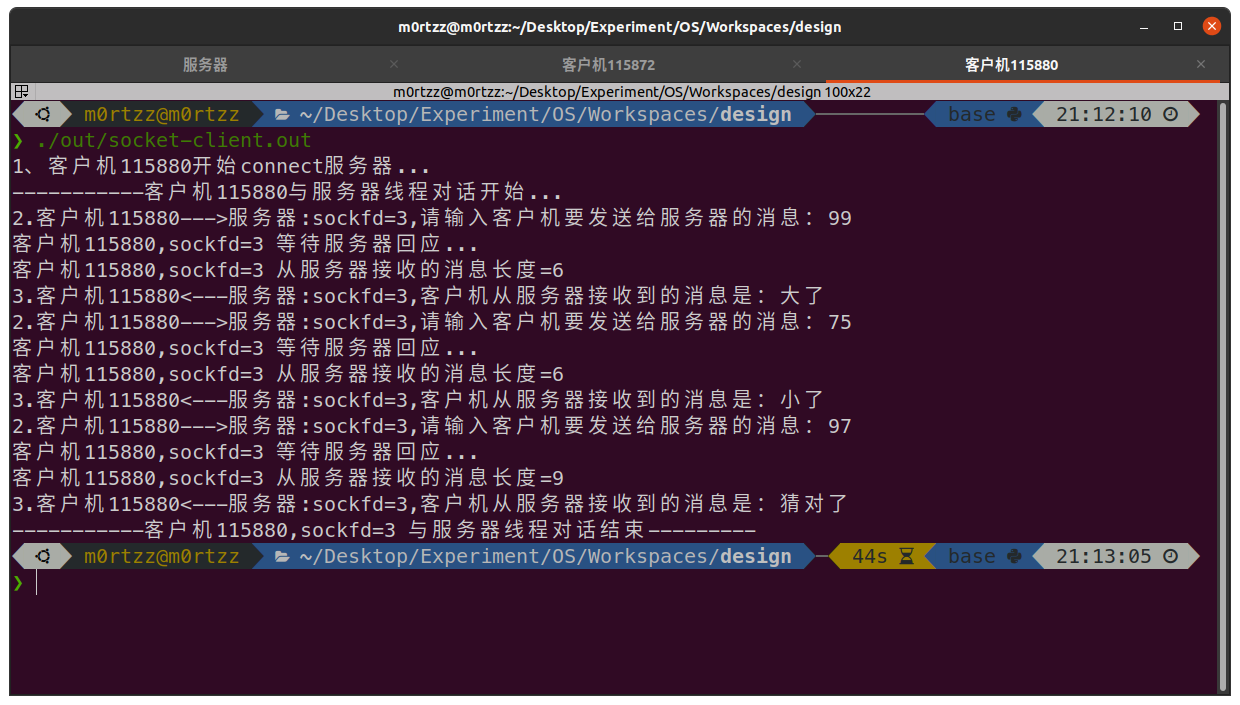 m0rtzz@m0rtzz:~/Desktop/Experiment/OS/Workspaces/design
服务器 客户机115872 客户机115880
m0rtzz@m0rtzz:~/Desktop/Experiment/OS/Workspaces/design 100x22
m0rtzz@m0rtzz ~/Desktop/Experiment/OS/Workspaces/design base 21:12:10
❯ ./out/socket-client.out
1、客户机115880开始connect服务器...
-----------客户机115880与服务器线程对话开始...
2.客户机115880--->服务器:sockfd=3,请输入客户机要发送给服务器的消息: 99
客户机115880,sockfd=3 等待服务器回应...
客户机115880,sockfd=3 从服务器接收的消息长度=6
3.客户机115880<---服务器:sockfd=3,客户机从服务器接收到的消息是: 大了
2.客户机115880--->服务器:sockfd=3,请输入客户机要发送给服务器的消息: 75
客户机115880,sockfd=3 等待服务器回应...
客户机115880,sockfd=3 从服务器接收的消息长度=6
3.客户机115880<---服务器:sockfd=3,客户机从服务器接收到的消息是: 小了
2.客户机115880--->服务器:sockfd=3,请输入客户机要发送给服务器的消息: 97
客户机115880,sockfd=3 等待服务器回应...
客户机115880,sockfd=3 从服务器接收的消息长度=9
3.客户机115880<---服务器:sockfd=3,客户机从服务器接收到的消息是: 猜对了
-----------客户机115880,sockfd=3 与服务器线程对话结束---------
m0rtzz@m0rtzz ~/Desktop/Experiment/OS/Workspaces/design 44s base 21:13:05
❯